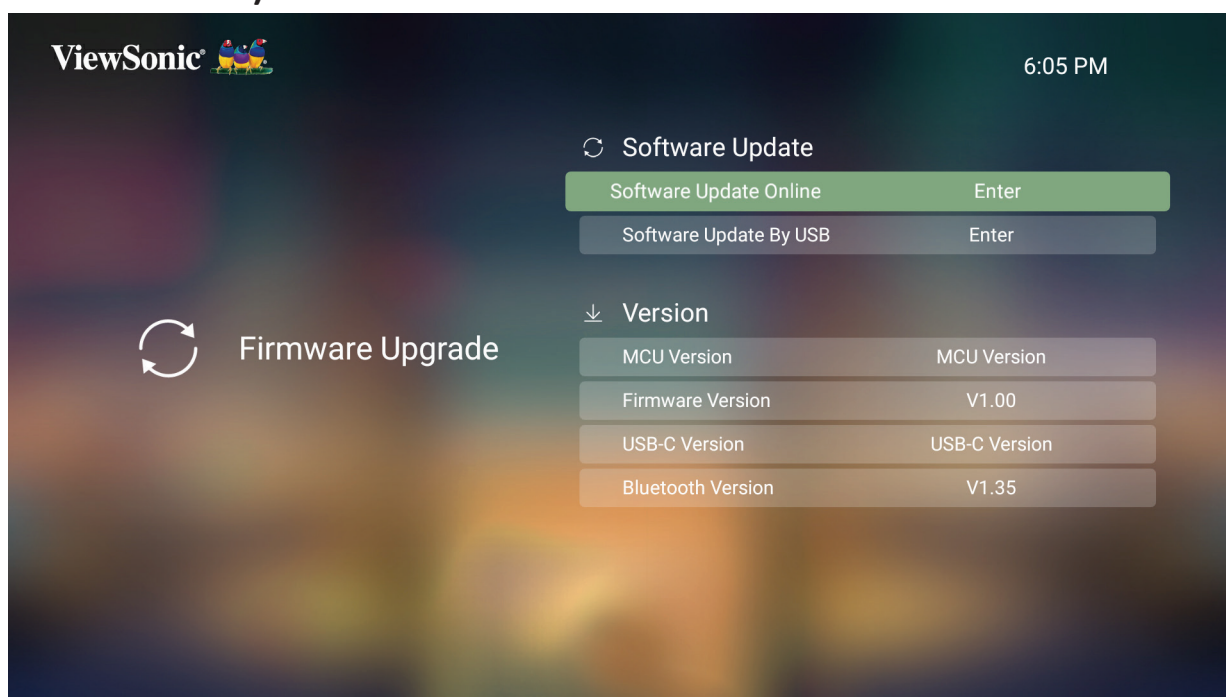 ViewSonic®
6:05 PM
Software Update
Software Update Online Enter
Software Update By USB Enter
Firmware Upgrade
Version
MCU Version MCU Version
Firmware Version V1.00
USB-C Version USB-C Version
Bluetooth Version V1.35